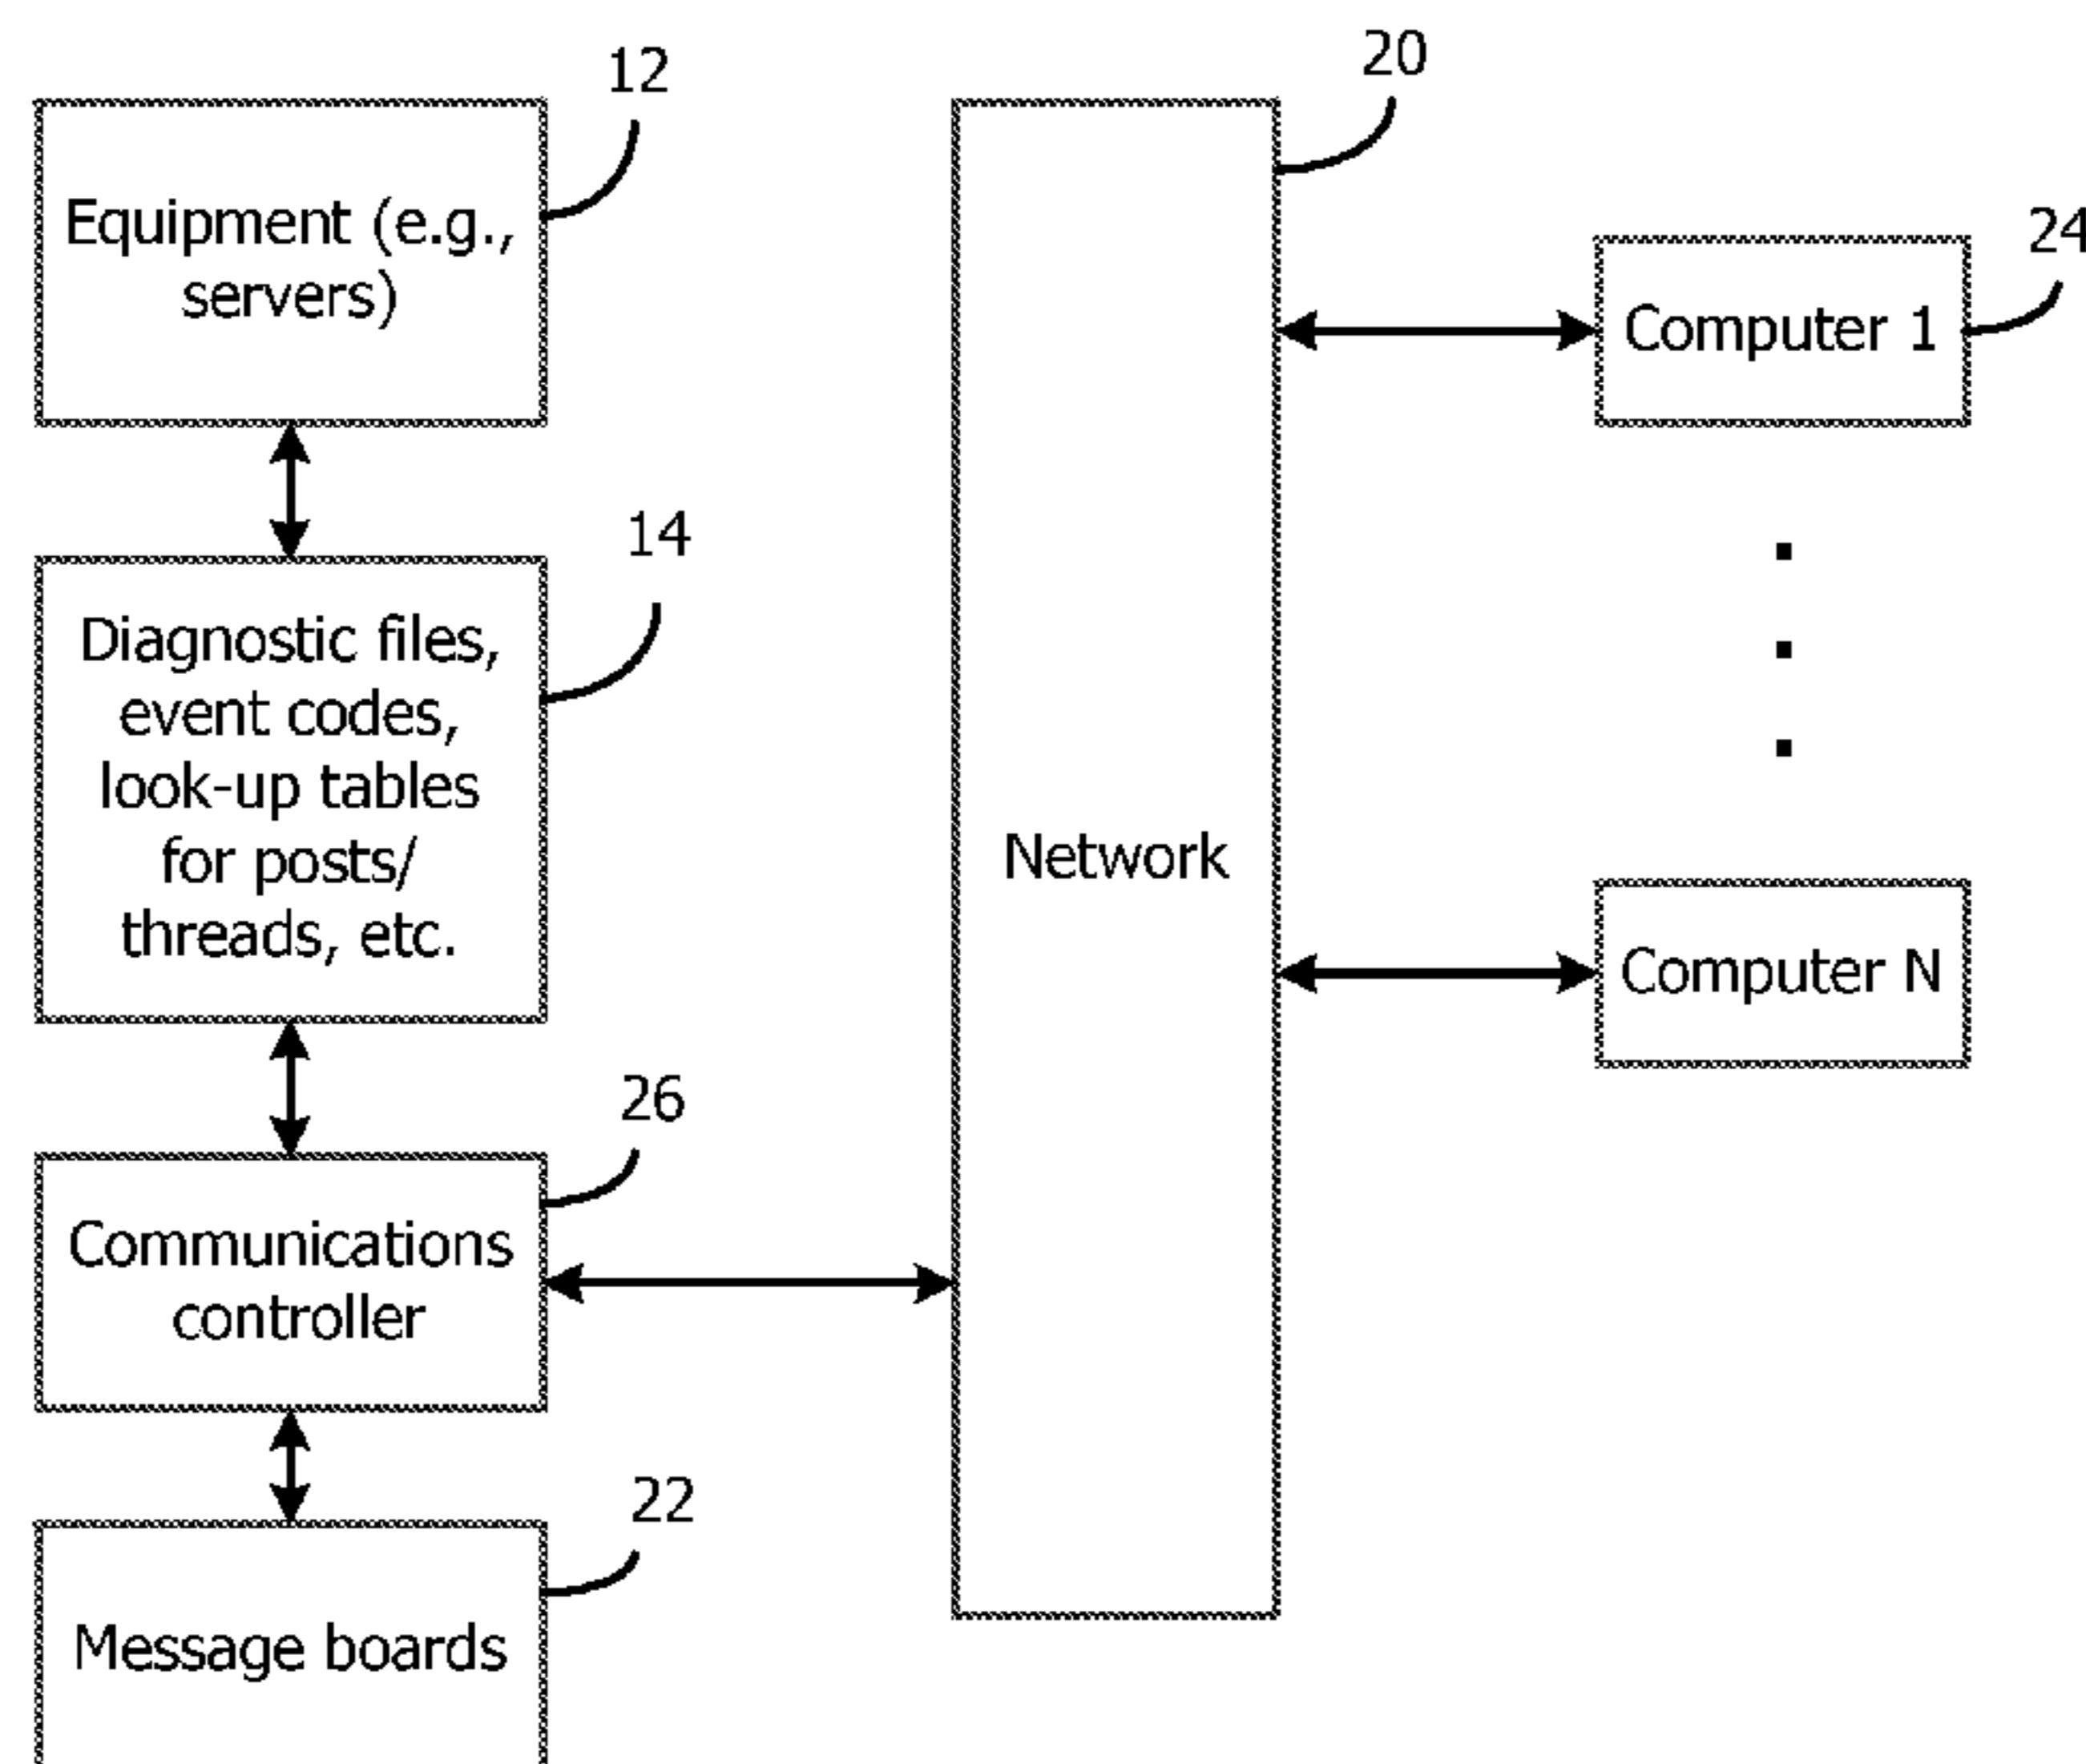 12
Equipment (e.g.,
servers)
14
Diagnostic files,
event codes,
look-up tables
for posts/
threads, etc.
26
Communications
controller
22
Message boards
20
Network
24
Computer 1
Computer N